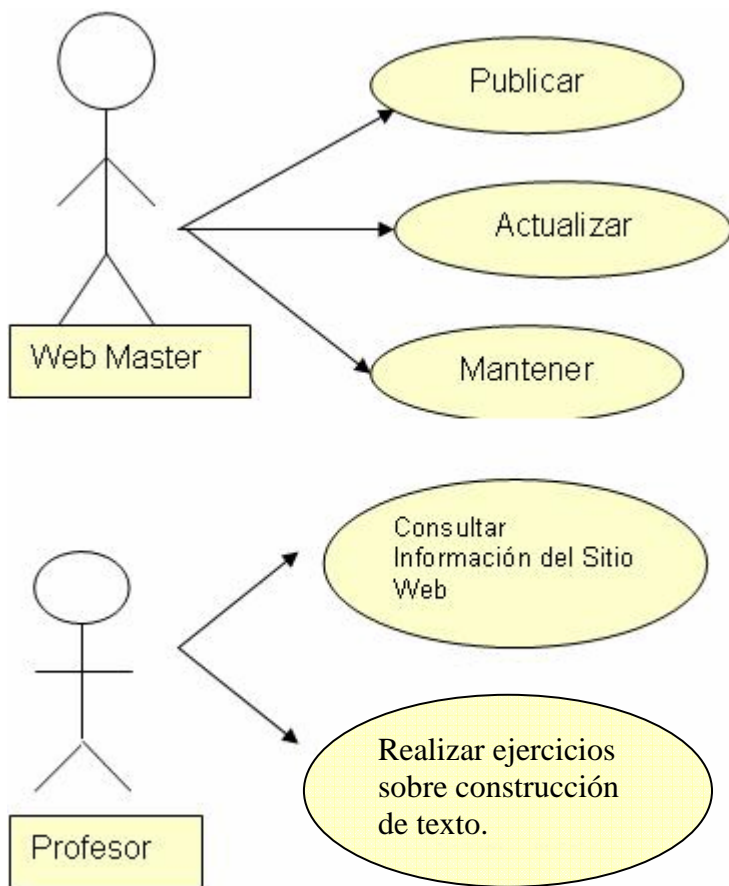 Publicar
Actualizar
Web Master
Mantener
Consultar
Información del Sitio
Web
Realizar ejercicios
sobre construcción
de texto.
Profesor